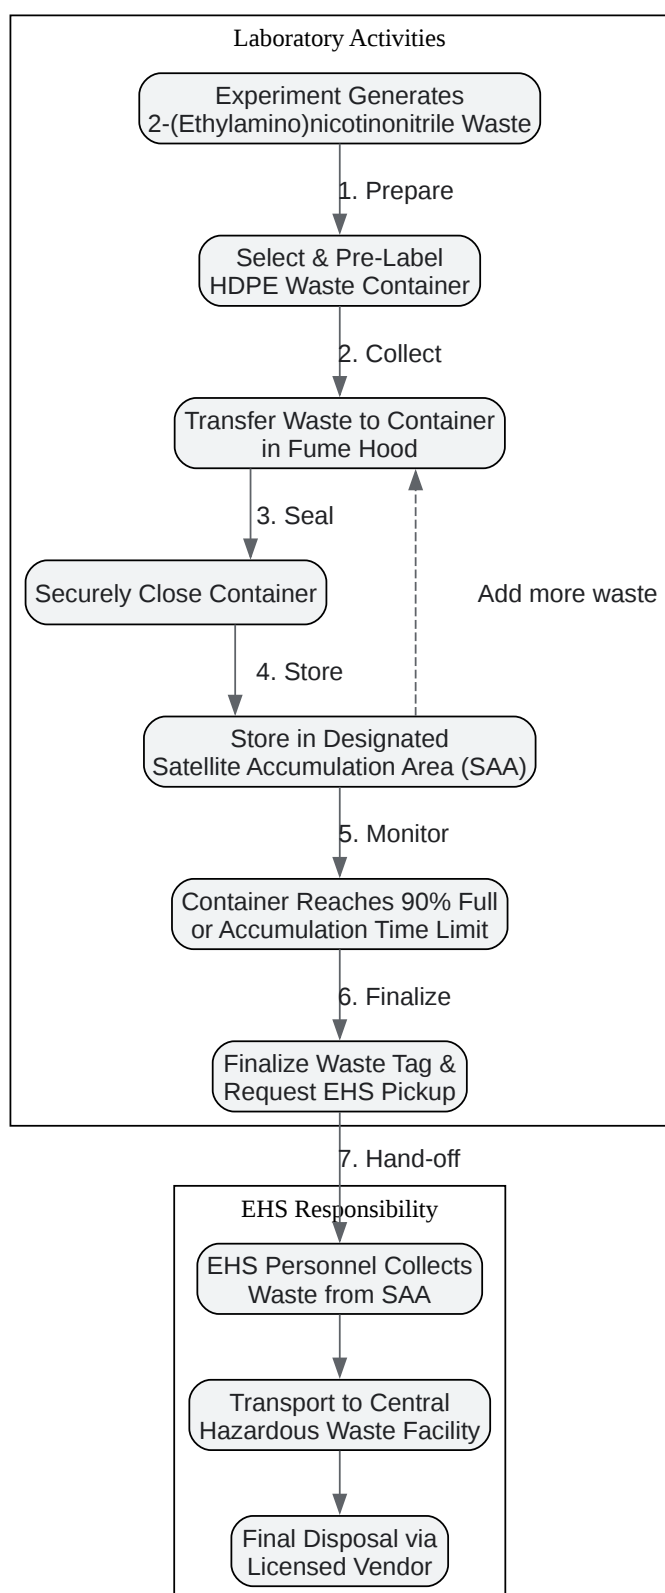 Laboratory Activities
Experiment Generates
2-(Ethylamino)nicotinonitrile Waste
1. Prepare
Select & Pre-Label
HDPE Waste Container
2. Collect
Transfer Waste to Container
in Fume Hood
3. Seal
Securely Close Container
Add more waste
4. Store
Store in Designated
Satellite Accumulation Area (SAA)
5. Monitor
Container Reaches 90% Full
or Accumulation Time Limit
6. Finalize
Finalize Waste Tag &
Request EHS Pickup
7. Hand-off
EHS Responsibility
EHS Personnel Collects
Waste from SAA
Transport to Central
Hazardous Waste Facility
Final Disposal via
Licensed Vendor